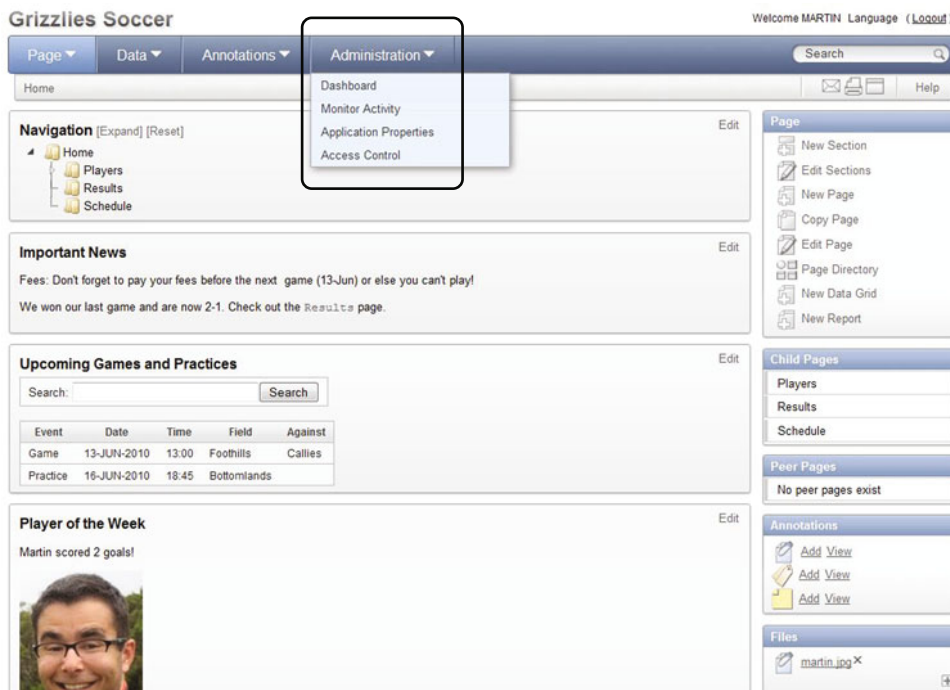 Grizzlies Soccer
Welcome MARTIN Language (Logout)
Page Data Annotations Administration
Search
Dashboard
Monitor Activity
Application Properties
Access Control
Home
Help
Navigation [Expand] [Reset]
Edit
Home
Players
Results
Schedule
Important News
Edit
Fees: Don't forget to pay your fees before the next game (13-Jun) or else you can't play!
We won our last game and are now 2-1. Check out the Results page.
Upcoming Games and Practices
Edit
Search: Search
Event Date Time Field Against
Game 13-JUN-2010 13:00 Foothills Callies
Practice 16-JUN-2010 18:45 Bottomlands
Player of the Week
Edit
Martin scored 2 goals!
Page
New Section
Edit Sections
New Page
Copy Page
Edit Page
Page Directory
New Data Grid
New Report
Child Pages
Players
Results
Schedule
Peer Pages
No peer pages exist
Annotations
Add View
Add View
Add View
Files
martin.jpg X